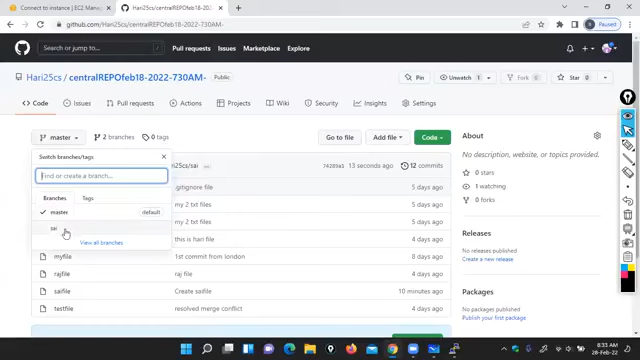 Connect to instance | EC2 Manag
Hari25cs/centralREPOfeb18-2022-7
github.com/Hari25cs/centralREPOfeb18-2022-730AM-
Search or jump to...
Pull requests Issues Marketplace Explore
Hari25cs / centralREPOfeb18-2022-730AM- Public
Pin Unwatch 1 Fork 0 Star 0
Code Issues Pull requests Actions Projects Wiki Security Insights Settings
master 2 branches 0 tags Go to file Add file Code
Switch branches/tags
Find or create a branch...
Branches Tags
master default
sai
View all branches
25cs/sai 74289a1 13 seconds ago 12 commits
.gitignore file 5 days ago
my 2 txt files 5 days ago
my 2 txt files 5 days ago
this is hari file 5 days ago
myfile 1st commit from london 4 days ago
rajfile raj file 4 days ago
saifile Create saifile 10 minutes ago
testfile resolved merge conflict 4 days ago
About
No description, website, or topics provided.
0 stars
1 watching
0 forks
Releases
No releases published
Create a new release
Packages
No packages published
Publish your first package
8:35 AM
28-Feb-22